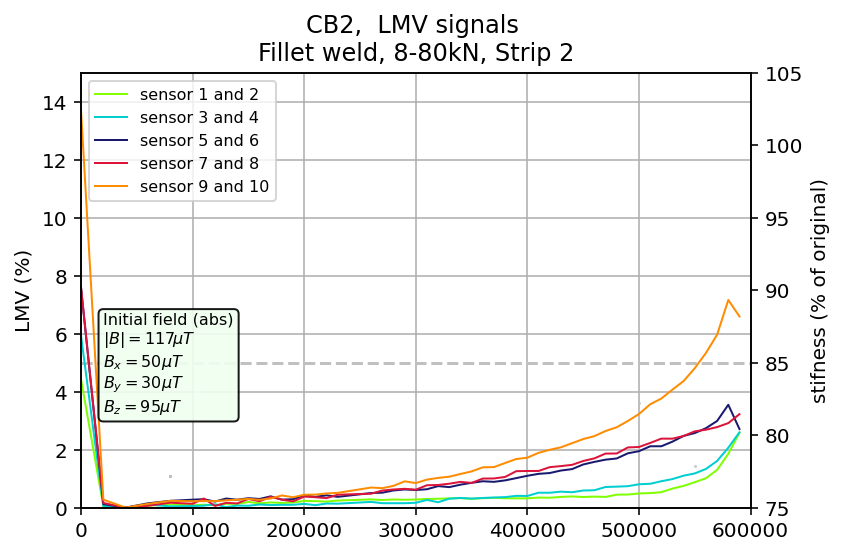 CB2,  LMV signals
Fillet weld, 8-80kN, Strip 2
sensor 1 and 2
sensor 3 and 4
sensor 5 and 6
sensor 7 and 8
sensor 9 and 10
Initial field (abs)
|B| = 117μT
Bx = 50μT
By = 30μT
Bz = 95μT
LMV (%)
14
12
10
8
6
4
2
0
stifness (% of original)
105
100
95
90
85
80
75
0
100000
200000
300000
400000
500000
600000